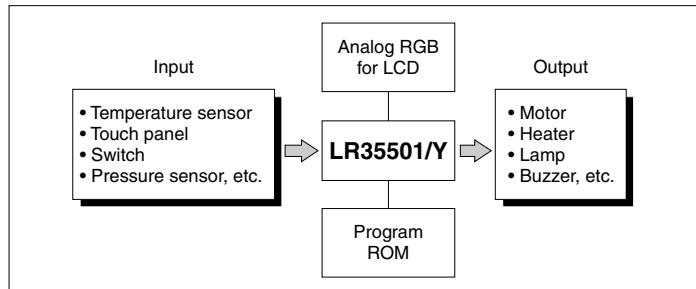 Analog RGB
for LCD
Input
Output
• Temperature sensor
• Touch panel
• Switch
• Pressure sensor, etc.
LR35501/Y
• Motor
• Heater
• Lamp
• Buzzer, etc.
Program
ROM